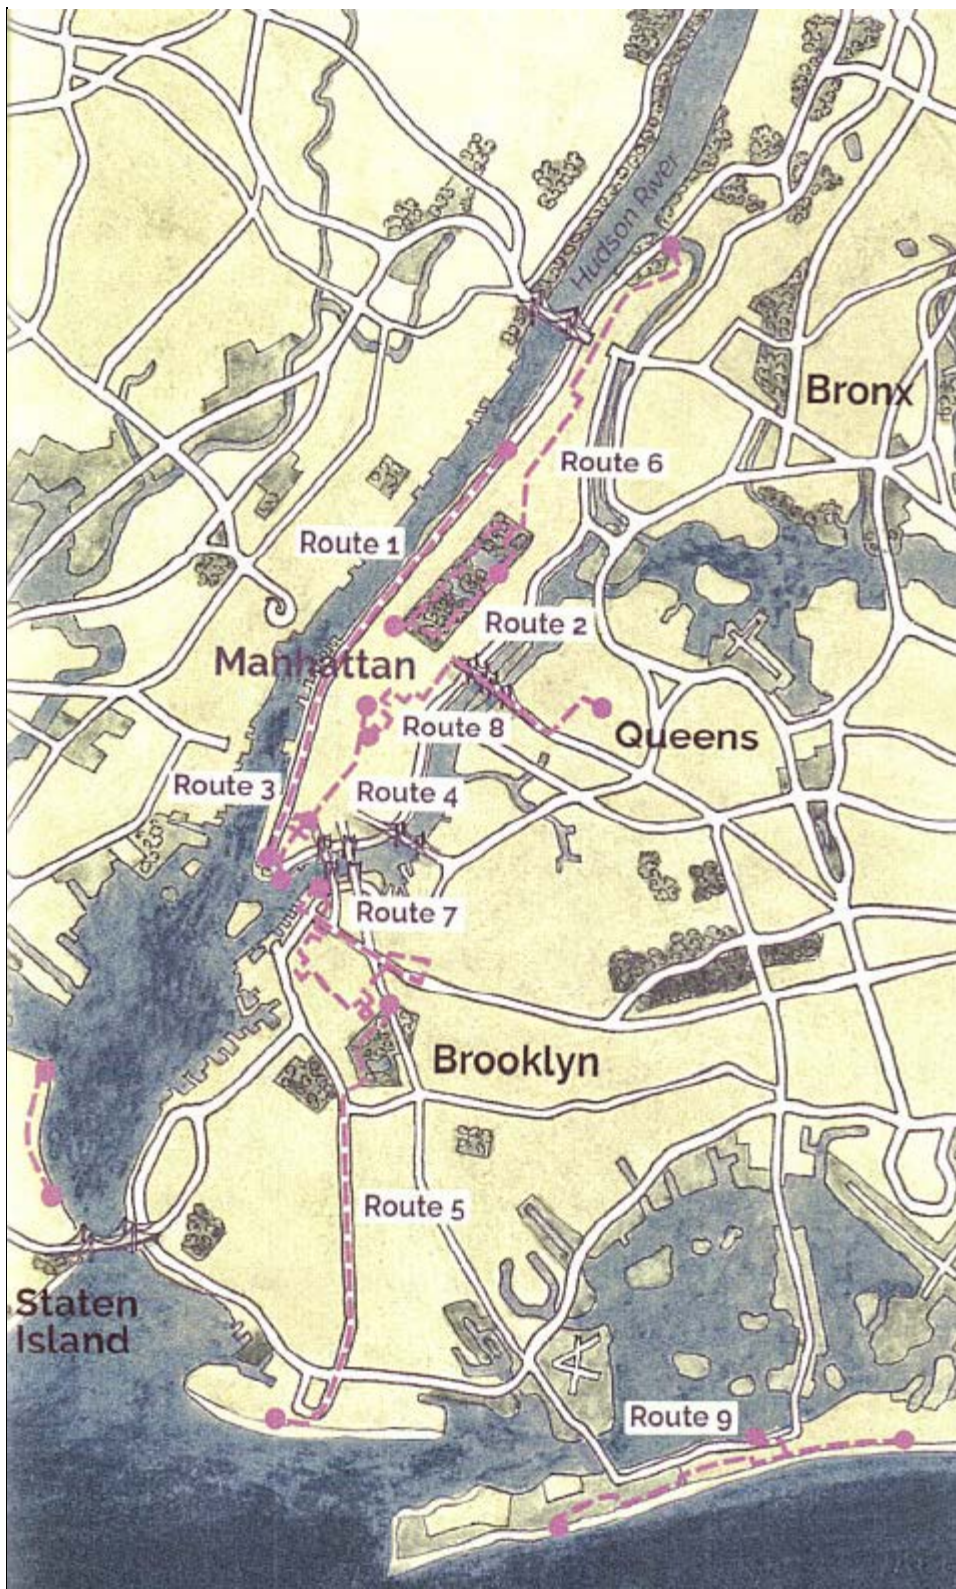 Hudson River
Bronx
Route 6
Route 1
Route 2
Manhattan
Route 8
Queens
Route 3
Route 4
Route 7
Brooklyn
Route 5
Staten
Island
Route 9